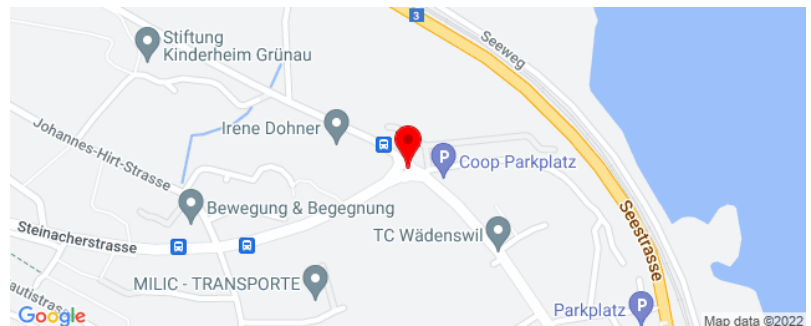 3
Stiftung
Kinderheim Grünau
Seeweg
Johannes-Hirt-Strasse
Irene Dohner
P
Coop Parkplatz
Bewegung & Begegnung
Steinacherstrasse
TC Wädenswil
Seestrasse
MILIC - TRANSPORTE
autistrasse
Parkplatz
P
Google
Map data ©2022